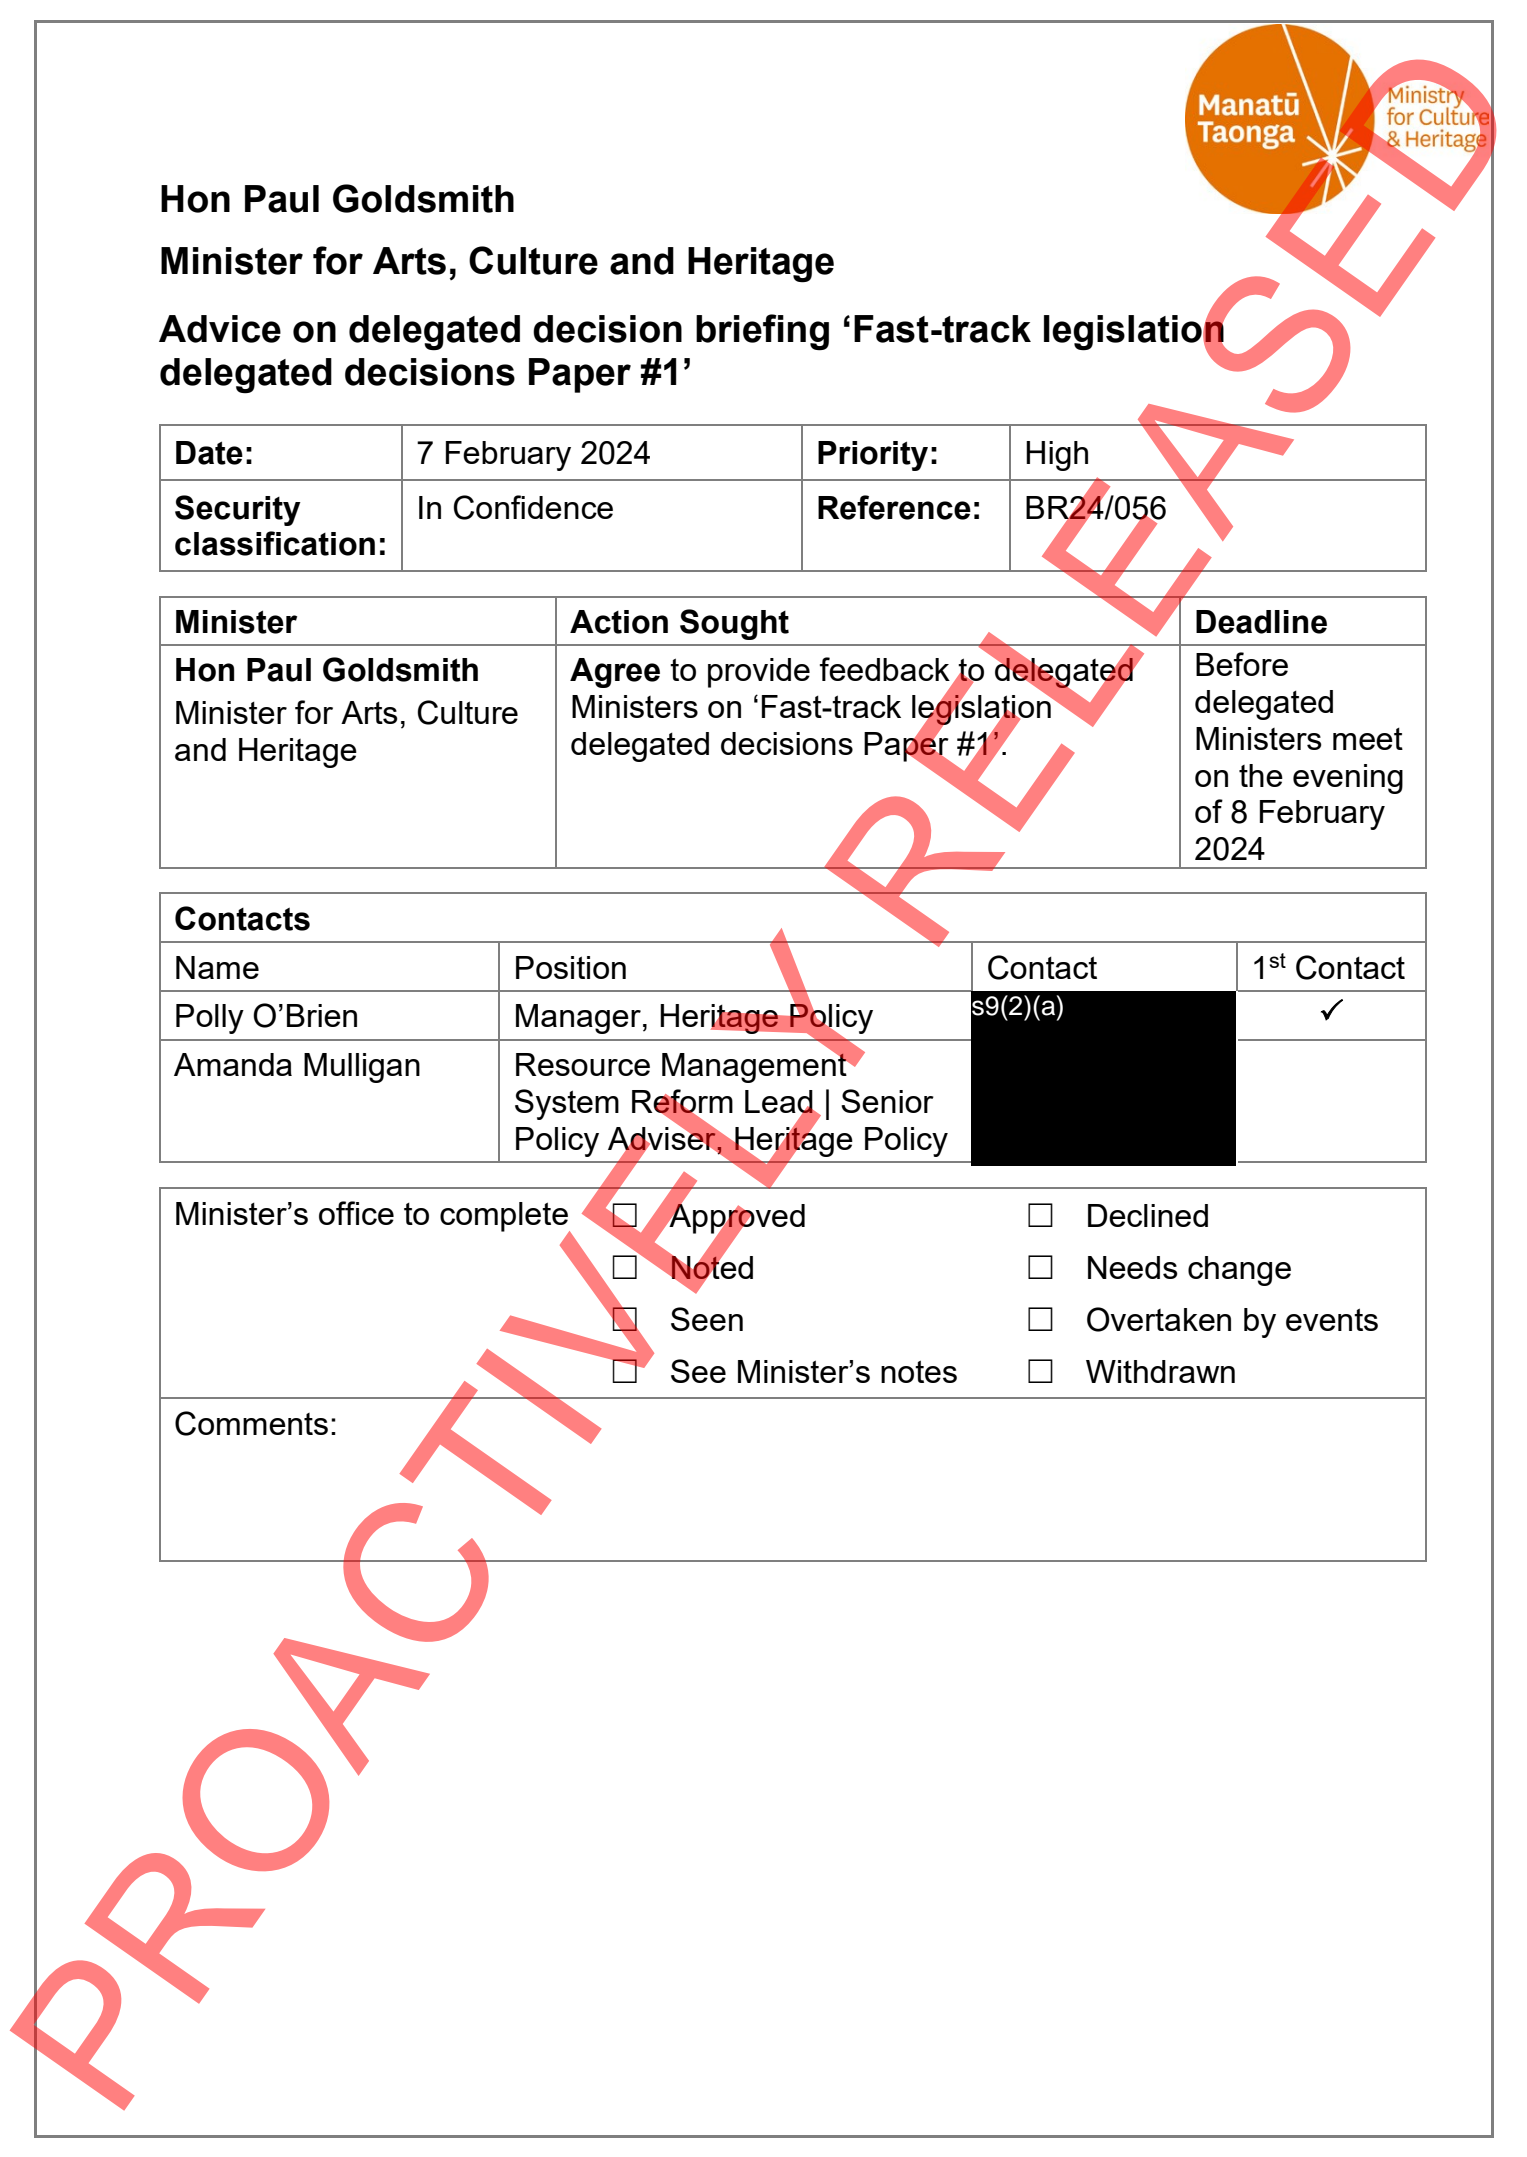 Manatū
Taonga
Ministry
for Culture
& Heritage
Hon Paul Goldsmith
Minister for Arts, Culture and Heritage
Advice on delegated decision briefing ‘Fast-track legislation
delegated decisions Paper #1’
Date: 7 February 2024 Priority: High
Security In Confidence Reference: BR24/056
classification:
Minister Action Sought Deadline
Hon Paul Goldsmith
Minister for Arts, Culture
and Heritage
Agree to provide feedback to delegated
Ministers on ‘Fast-track legislation
delegated decisions Paper #1’.
Before
delegated
Ministers meet
on the evening
of 8 February
2024
Contacts
Name Position Contact 1st Contact
Polly O’Brien Manager, Heritage Policy s9(2)(a) ✓
Amanda Mulligan Resource Management
System Reform Lead | Senior
Policy Adviser, Heritage Policy
Minister’s office to complete ☐ Approved ☐ Declined
☐ Noted ☐ Needs change
☐ Seen ☐ Overtaken by events
☐ See Minister’s notes ☐ Withdrawn
Comments:
PROACTIVELY RELEASED